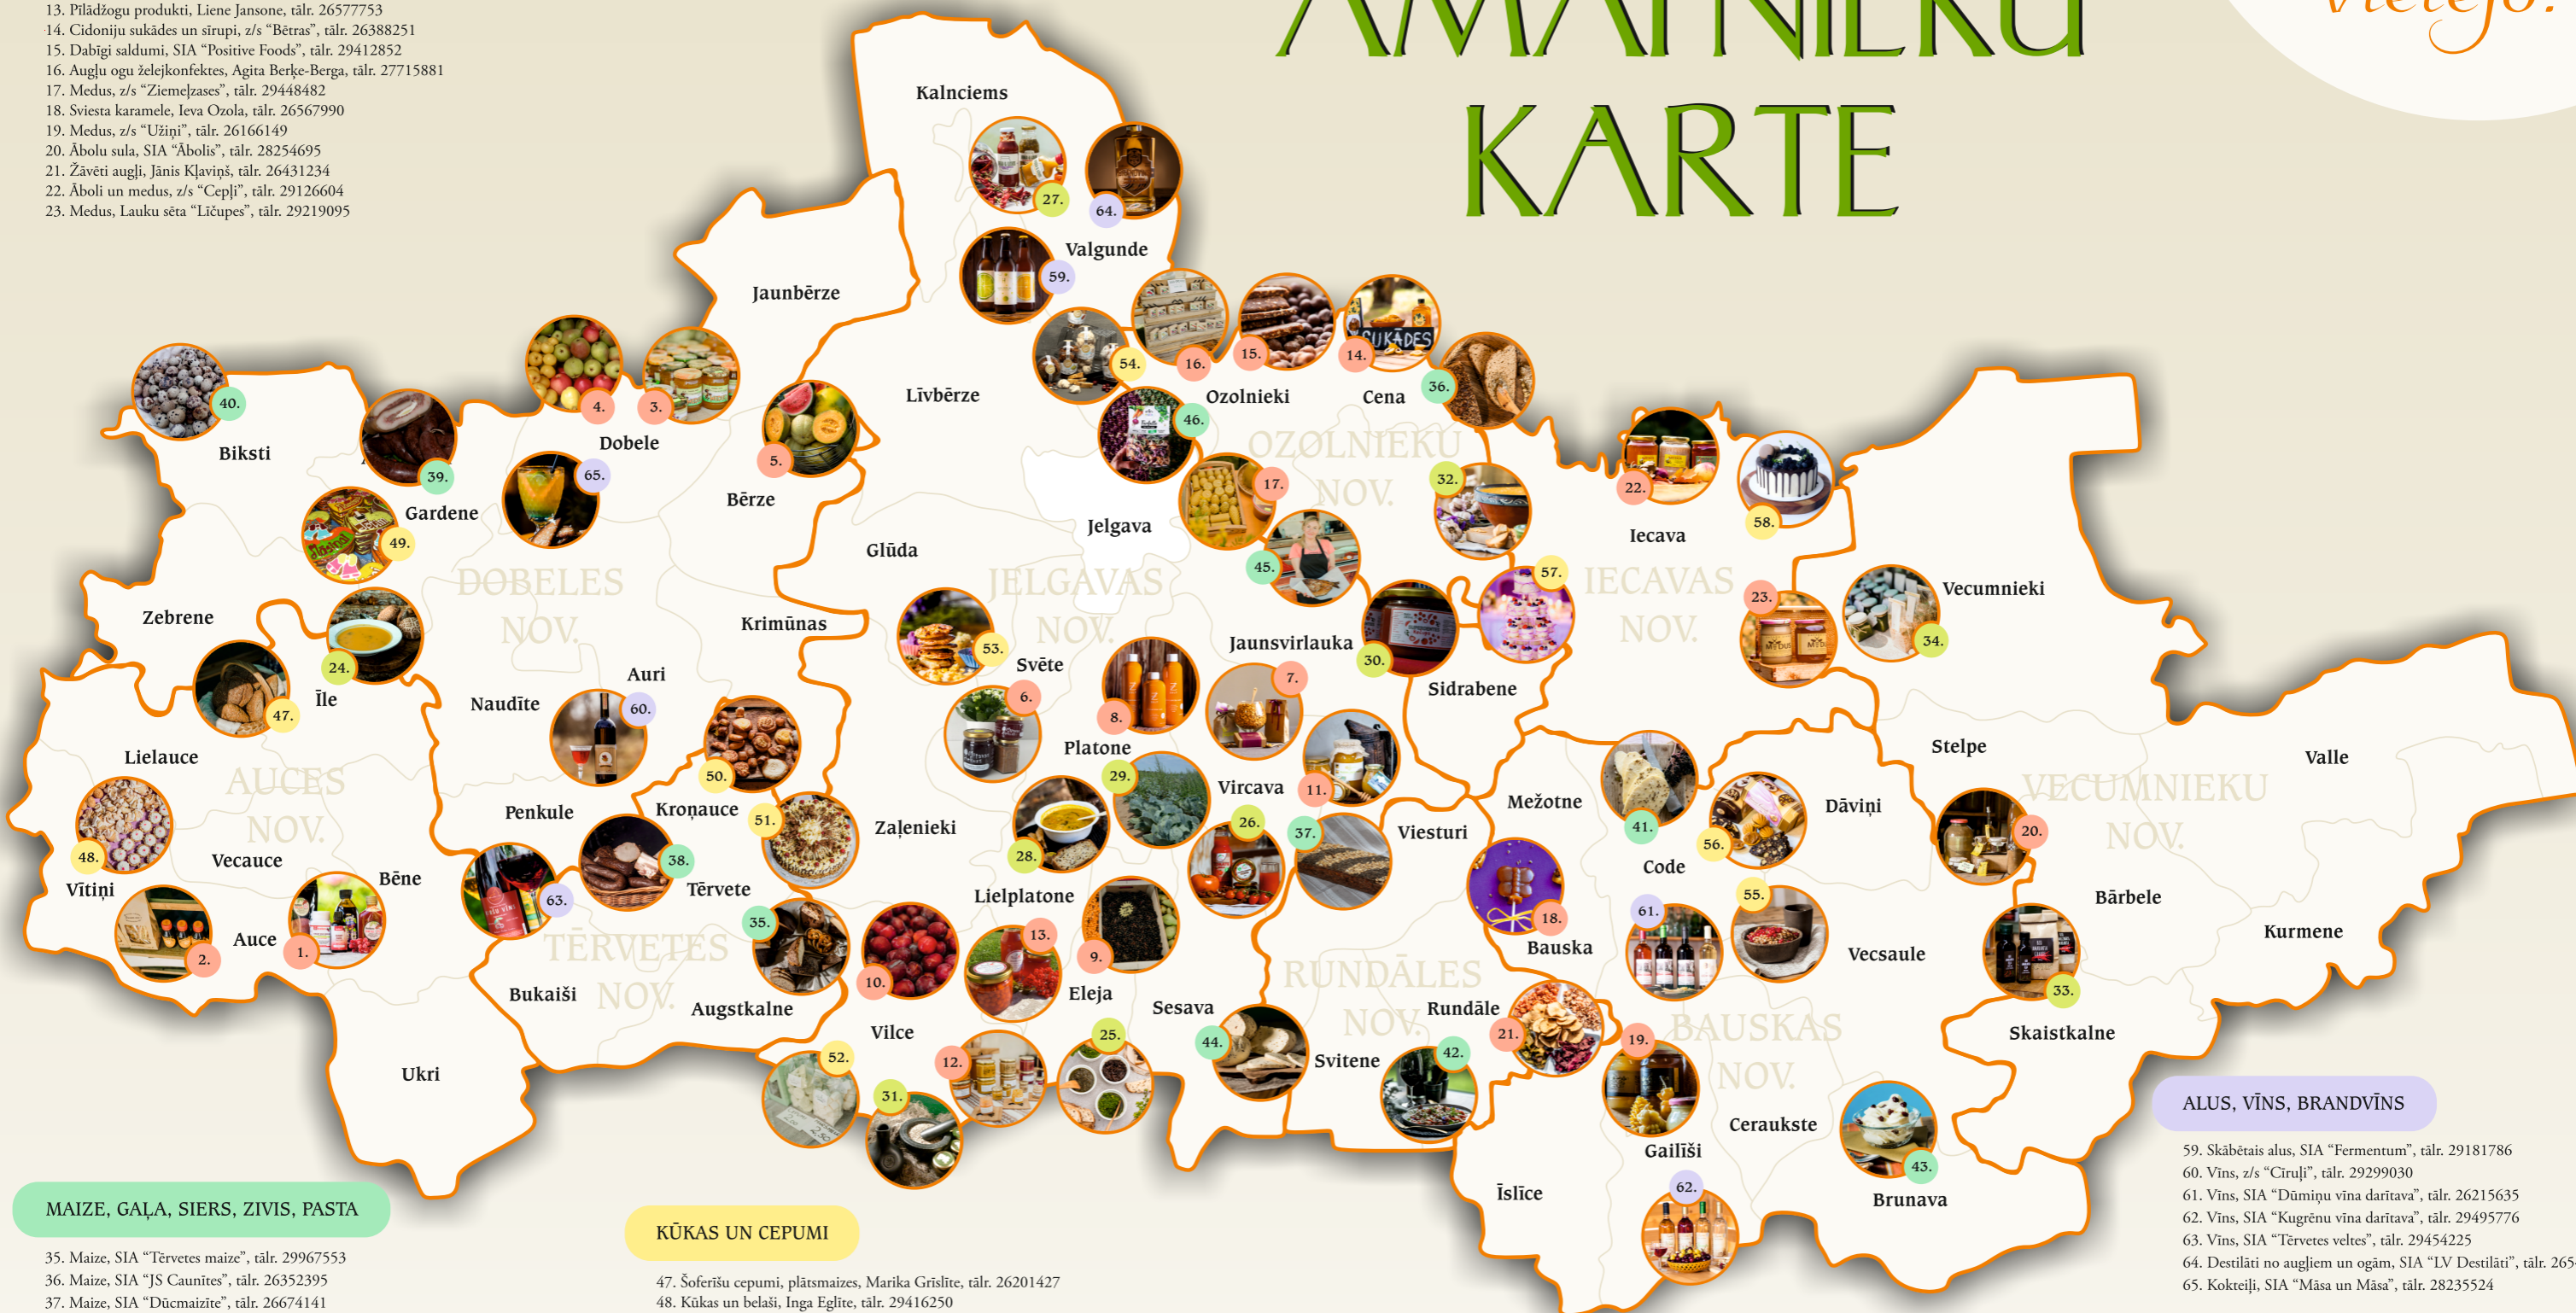 AMATNIEKU
KARTE
vietējo!
13. Pīlādžogu produkti, Liene Jansone, tālr. 26577753
14. Cidoniju sukādes un sīrupi, z/s “Bētras”, tālr. 26388251
15. Dabīgi saldumi, SIA “Positive Foods”, tālr. 29412852
16. Augļu ogu želejkonfektes, Agita Berķe-Berga, tālr. 27715881
17. Medus, z/s “Ziemeļzases”, tālr. 29448482
18. Sviesta karamele, Ieva Ozola, tālr. 26567990
19. Medus, z/s “Užiņi”, tālr. 26166149
20. Ābolu sula, SIA “Ābolis”, tālr. 28254695
21. Žāvēti augļi, Jānis Kļaviņš, tālr. 26431234
22. Āboli un medus, z/s “Cepļi”, tālr. 29126604
23. Medus, Lauku sēta “Līčupes”, tālr. 29219095
Kalnciems
27.
64.
Valgunde
59.
Jaunbērze
54.
16.
15.
14.
SUKĀDES
36.
Līvbērze
Ozolnieki
Cena
40.
4.
3.
46.
Biksti
Dobele
5.
OZOLNIEKU
NOV.
39.
65.
32.
17.
22.
Bērze
Gardene
58.
Jelgava
Iecava
49.
Glūda
45.
57.
DOBELES
NOV.
JELGAVAS
NOV.
IECAVAS
NOV.
Vecumnieki
23.
34.
Zebrene
Krimūnas
Jaunsvirlauka
53.
30.
24.
Svēte
Auri
7.
Sidrabene
Īle
6.
Naudīte
60.
8.
47.
Platone
Stelpe
Lielauce
Valle
50.
29.
Vircava
11.
AUCES
NOV.
VECUMNIEKU
NOV.
Penkule
Kroņauce
Mežotne
Dāviņi
51.
26.
37.
Viesturi
41.
20.
Zaļenieki
56.
48.
28.
Vecauce
38.
Code
Vītiņi
Bēne
Tērvete
Lielplatone
55.
Bārbele
63.
61.
35.
18.
13.
Auce
Bauska
Kurmene
2.
1.
TĒRVETES
NOV.
10.
9.
RUNDĀLES
NOV.
Vecsaule
33.
Bukaiši
Augstkalne
Eleja
Sesava
Rundāle
Vilce
25.
44.
21.
19.
BAUSKAS
NOV.
Skaistkalne
52.
12.
Svitene
42.
Ukri
31.
Ceraukste
Gailīši
43.
62.
Īslīce
Brunava
MAIZE, GAĻA, SIERS, ZIVIS, PASTA
35. Maize, SIA “Tērvetes maize”, tālr. 29967553
36. Maize, SIA “JS Caunītes”, tālr. 26352395
37. Maize, SIA “Dūcmaizīte”, tālr. 26674141
KŪKAS UN CEPUMI
47. Šoferīšu cepumi, plātsmaizes, Marika Grīslīte, tālr. 26201427
48. Kūkas un belaši, Inga Eglīte, tālr. 29416250
ALUS, VĪNS, BRANDVĪNS
59. Skābētais alus, SIA “Fermentum”, tālr. 29181786
60. Vīns, z/s “Cīruļi”, tālr. 29299030
61. Vīns, SIA “Dūmiņu vīna darītava”, tālr. 26215635
62. Vīns, SIA “Kugrēnu vīna darītava”, tālr. 29495776
63. Vīns, SIA “Tērvetes veltes”, tālr. 29454225
64. Destilāti no augļiem un ogām, SIA “LV Destilāti”, tālr. 265
65. Kokteiļi, SIA “Māsa un Māsa”, tālr. 28235524